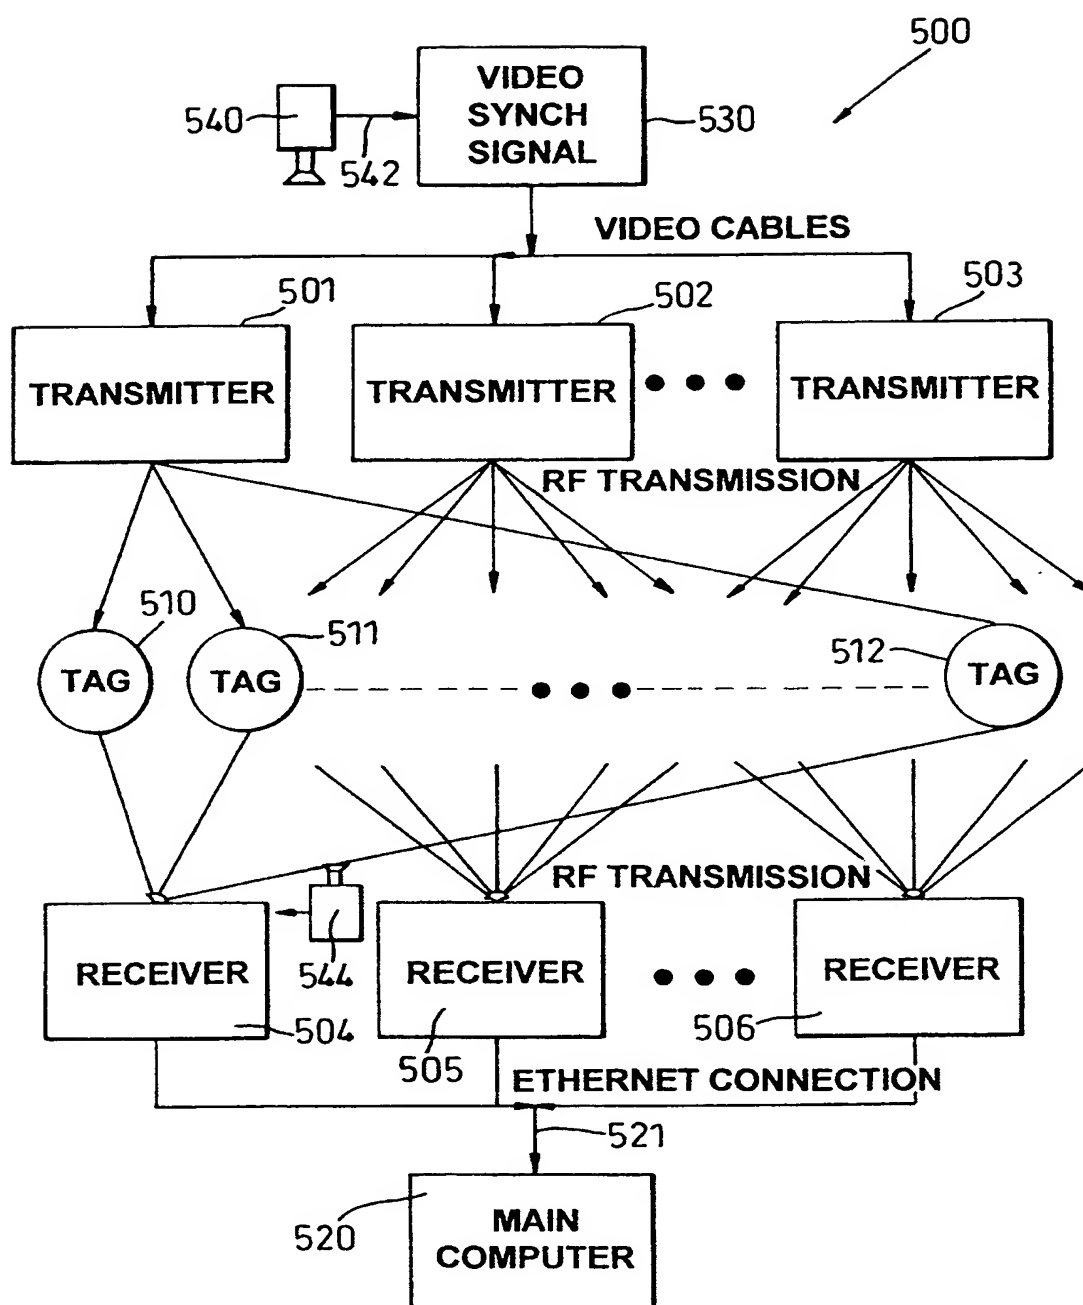 500
VIDEO
SYNCH
SIGNAL
540
530
542
VIDEO CABLES
501
502
503
TRANSMITTER
TRANSMITTER
TRANSMITTER
RF TRANSMISSION
510
511
512
TAG
TAG
TAG
RF TRANSMISSION
RECEIVER
544
RECEIVER
RECEIVER
504
505
506
ETHERNET CONNECTION
521
520
MAIN
COMPUTER